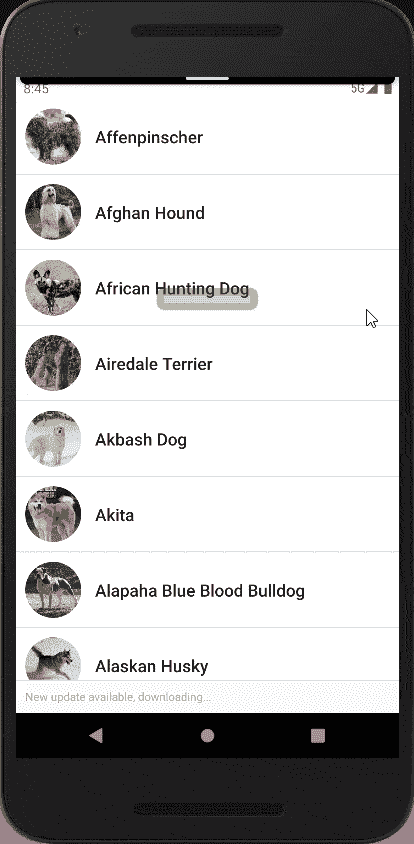 8:45 5G
Affenpinscher
Afghan Hound
African Hunting Dog
Airedale Terrier
Akbash Dog
Akita
Alapaha Blue Blood Bulldog
Alaskan Husky
New update available, downloading...